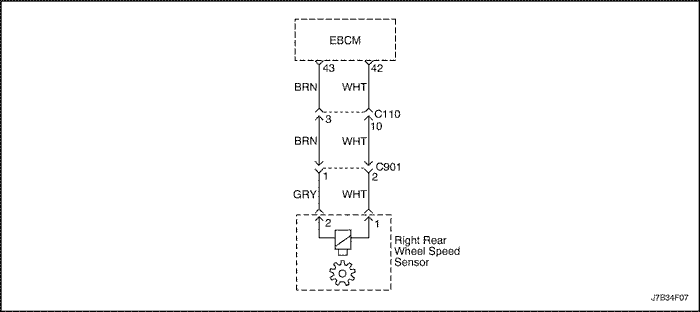 EBCM
43 42
BRN WHT
C110
3 10
BRN WHT
C901
1 2
GRY WHT
2 1
Right Rear
Wheel Speed
Sensor
J7B34F07